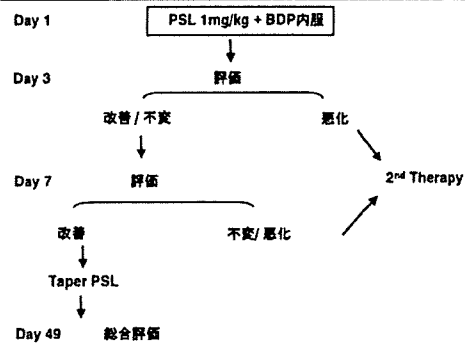 Day 1 PSL 1mg/kg + BDP内服
Day 3 評価
改善 / 不変 悪化
Day 7 評価 2nd Therapy
改善 不変/ 悪化
Taper PSL
Day 49 総合評価